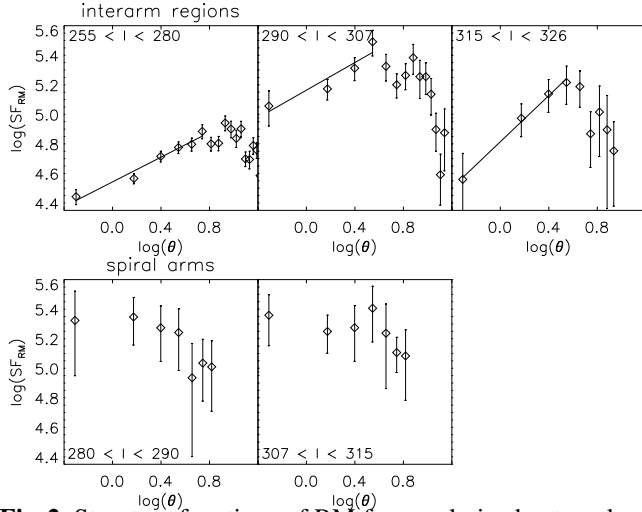 interarm regions
255 < l < 280
290 < l < 307
315 < l < 326
log(SF_RM)
5.6
5.4
5.2
5.0
4.8
4.6
4.4
0.0 0.4 0.8
0.0 0.4 0.8
0.0 0.4 0.8
log(θ)
log(θ)
log(θ)
spiral arms
log(SF_RM)
5.6
5.4
5.2
5.0
4.8
4.6
4.4
280 < l < 290
307 < l < 315
0.0 0.4 0.8
0.0 0.4 0.8
log(θ)
log(θ)